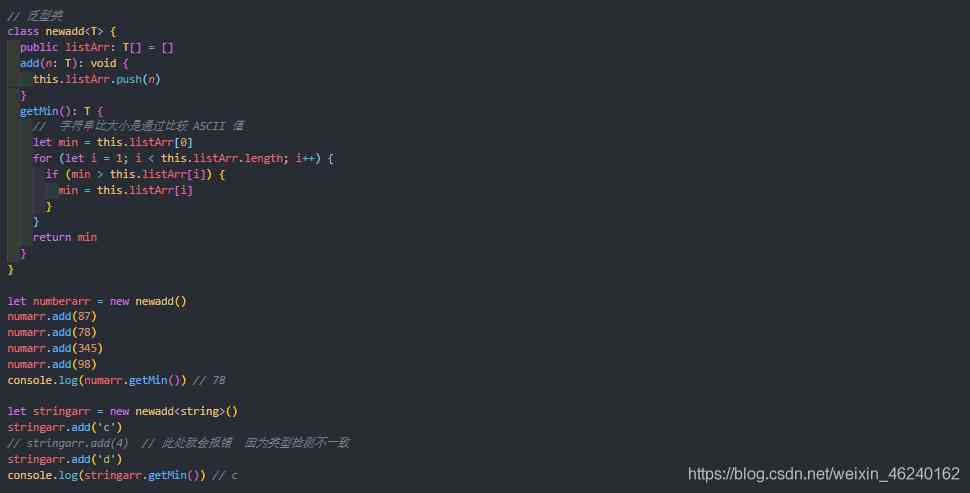 // 泛型类
class newadd<T> {
  public listArr: T[] = []
  add(n: T): void {
    this.listArr.push(n)
  }
  getMin(): T {
    //  字符串比大小是通过比较 ASCII 值
    let min = this.listArr[0]
    for (let i = 1; i < this.listArr.length; i++) {
      if (min > this.listArr[i]) {
        min = this.listArr[i]
      }
    }
    return min
  }
}
let numberarr = new newadd()
numarr.add(87)
numarr.add(78)
numarr.add(345)
numarr.add(98)
console.log(numarr.getMin()) // 78
let stringarr = new newadd<string>()
stringarr.add('c')
// stringarr.add(4)  // 此处就会报错  因为类型检测不一致
stringarr.add('d')
console.log(stringarr.getMin()) // c
https://blog.csdn.net/weixin_46240162